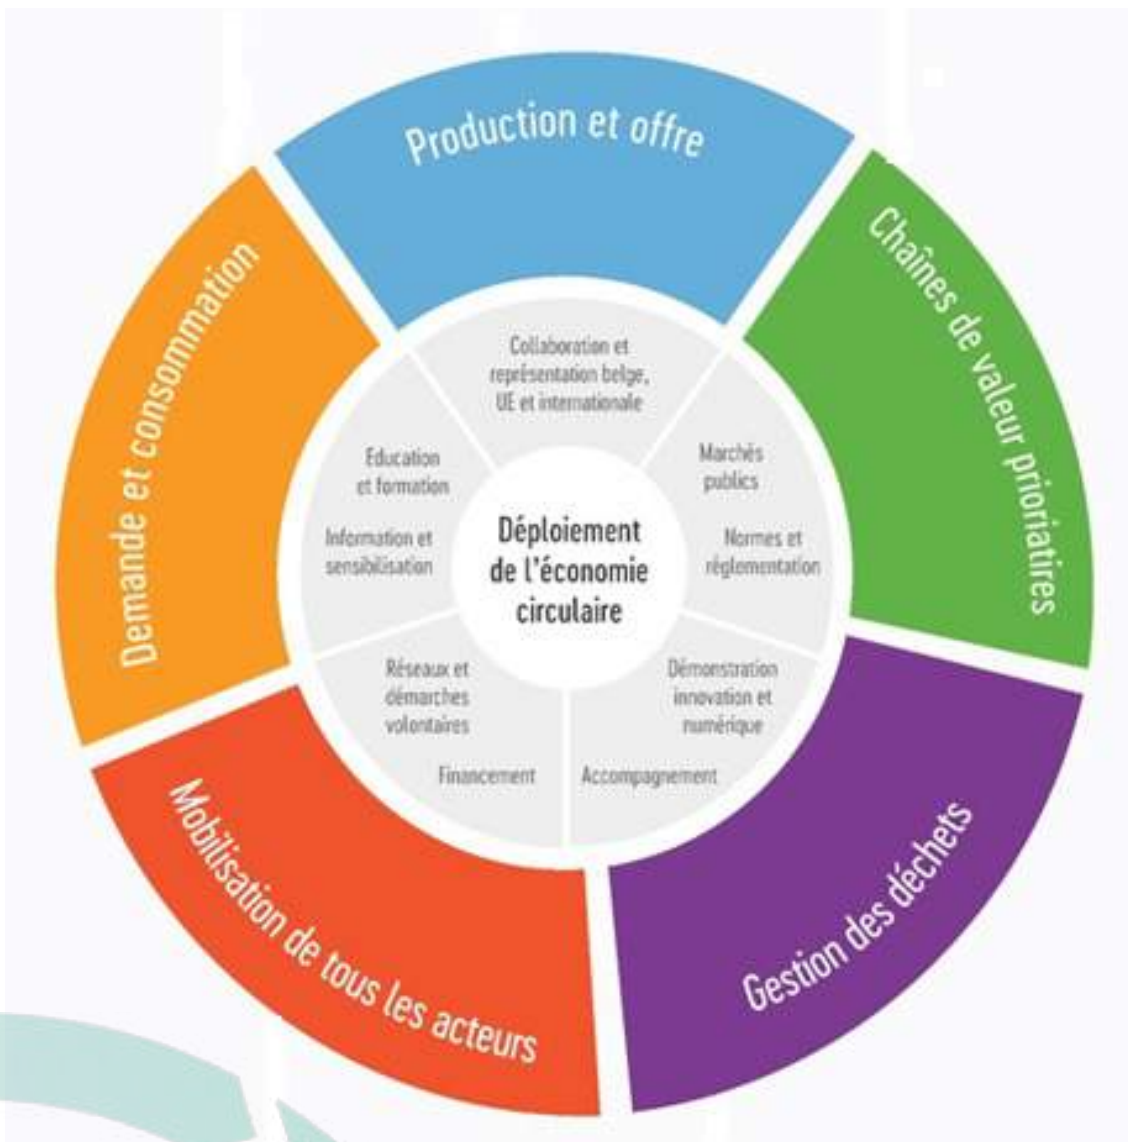 Production et offre
Chaînes de valeur prioriatires
Gestion des déchets
Mobilisation de tous les acteurs
Demande et consommation
Collaboration et
représentation belge,
UE et internationale
Marchés
publics
Normes et
réglementation
Démonstration
innovation et
numérique
Accompagnement
Financement
Réseaux et
démarches
volontaires
Information et
sensibilisation
Education
et formation
Déploiement
de l'économie
circulaire